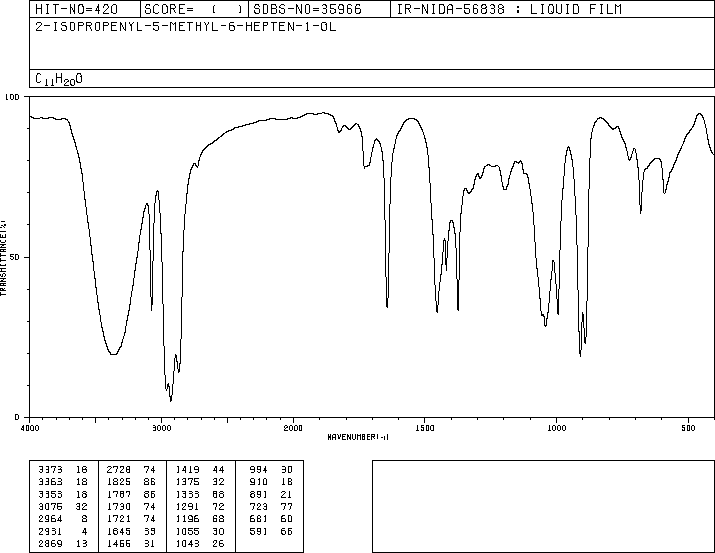 HIT-NO=420 SCORE= ( ) SDBS-NO=35966 IR-NIDA-56838 : LIQUID FILM
2-ISOPROPENYL-5-METHYL-6-HEPTEN-1-OL
C11H20O
100
50
0
TRANSMITTANCE(%)
4000 3000 2000 1500 1000 500
WAVENUMBER(-1)
3373 18 2728 74 1419 44 994 30
3363 18 1825 86 1375 32 910 18
3353 18 1787 86 1333 68 891 21
3075 32 1730 74 1291 72 723 77
2964 8 1721 74 1196 68 681 60
2931 4 1645 33 1055 30 591 66
2869 13 1456 31 1043 26